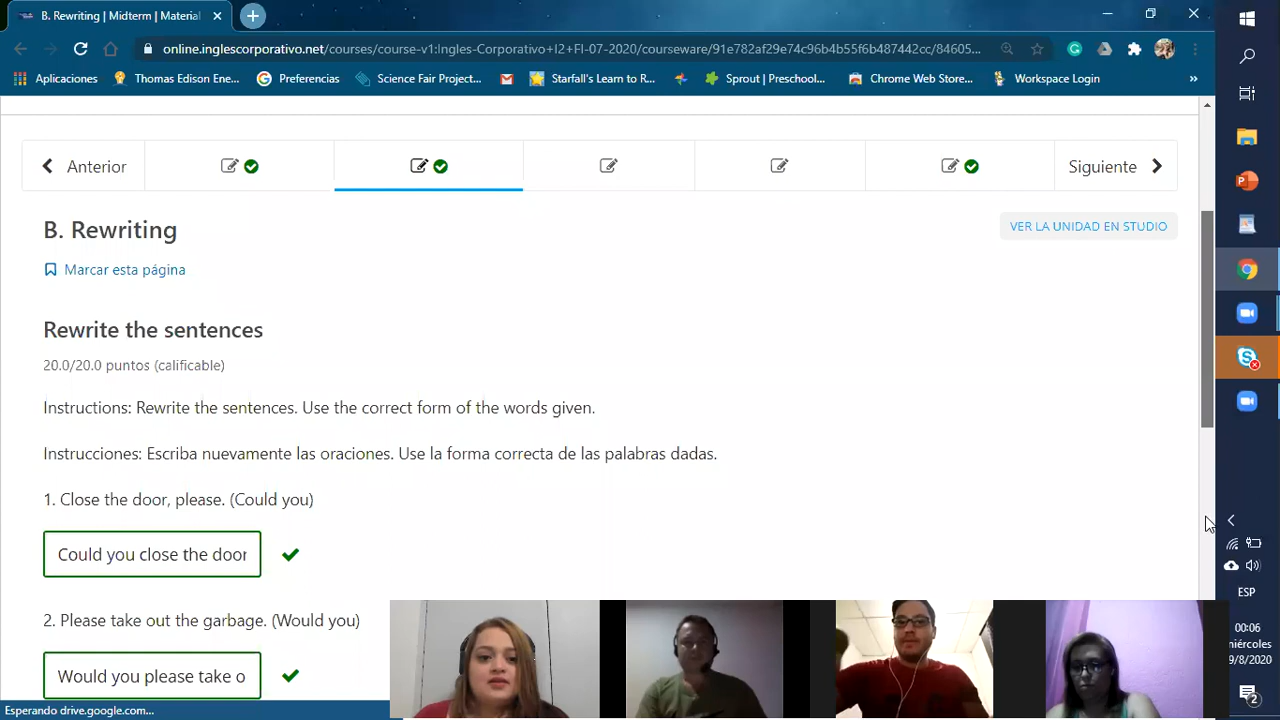 B. Rewriting | Midterm | Material
online.inglescorporativo.net/courses/course-v1:Ingles-Corporativo+I2+FI-07-2020/courseware/91e782af29e74c96b4b55f6b487442cc/84605...
Aplicaciones
Thomas Edison Ene...
Preferencias
Science Fair Project...
Starfall's Learn to R...
Sprout | Preschool...
Chrome Web Store...
Workspace Login
»
Anterior
Siguiente
B. Rewriting
VER LA UNIDAD EN STUDIO
Marcar esta página
Rewrite the sentences
20.0/20.0 puntos (calificable)
Instructions: Rewrite the sentences. Use the correct form of the words given.
Instrucciones: Escriba nuevamente las oraciones. Use la forma correcta de las palabras dadas.
1. Close the door, please. (Could you)
Could you close the door
2. Please take out the garbage. (Would you)
Would you please take o
Esperando drive.google.com...
ESP
00:06
miércoles
9/8/2020
2